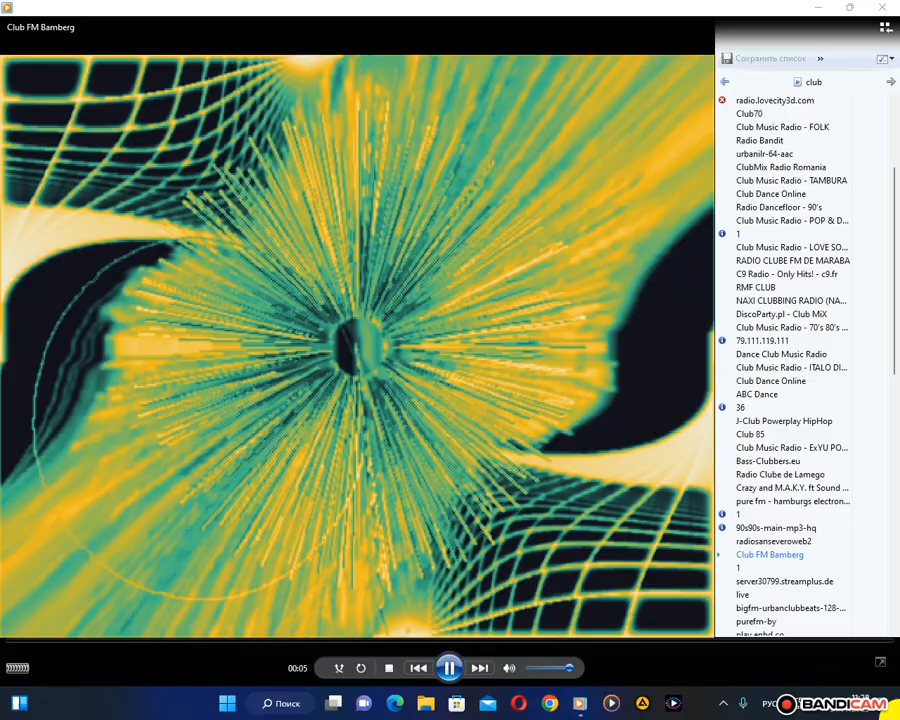 Club FM Bamberg
Сохранить список »
club
radio.lovecity3d.com
Club70
Club Music Radio - FOLK
Radio Bandit
urbanilr-64-aac
ClubMix Radio Romania
Club Music Radio - TAMBURA
Club Dance Online
Radio Dancefloor - 90's
Club Music Radio - POP & D...
1
Club Music Radio - LOVE SO...
RADIO CLUBE FM DE MARABA
C9 Radio - Only Hits! - c9.fr
RMF CLUB
NAXI CLUBBING RADIO (NA...
DiscoParty.pl - Club MiX
Club Music Radio - 70's 80's ...
79.111.119.111
Dance Club Music Radio
Club Music Radio - ITALO DI...
Club Dance Online
ABC Dance
36
J-Club Powerplay HipHop
Club 85
Club Music Radio - ExYU PO...
Bass-Clubbers.eu
Radio Clube de Lamego
Crazy and M.A.K.Y. ft Sound ...
pure fm - hamburgs electron...
1
90s90s-main-mp3-hq
radiosanseveroweb2
Club FM Bamberg
1
server30799.streamplus.de
live
bigfm-urbanclubbeats-128-...
purefm-by
00:05
Поиск
РУС
BANDICAM